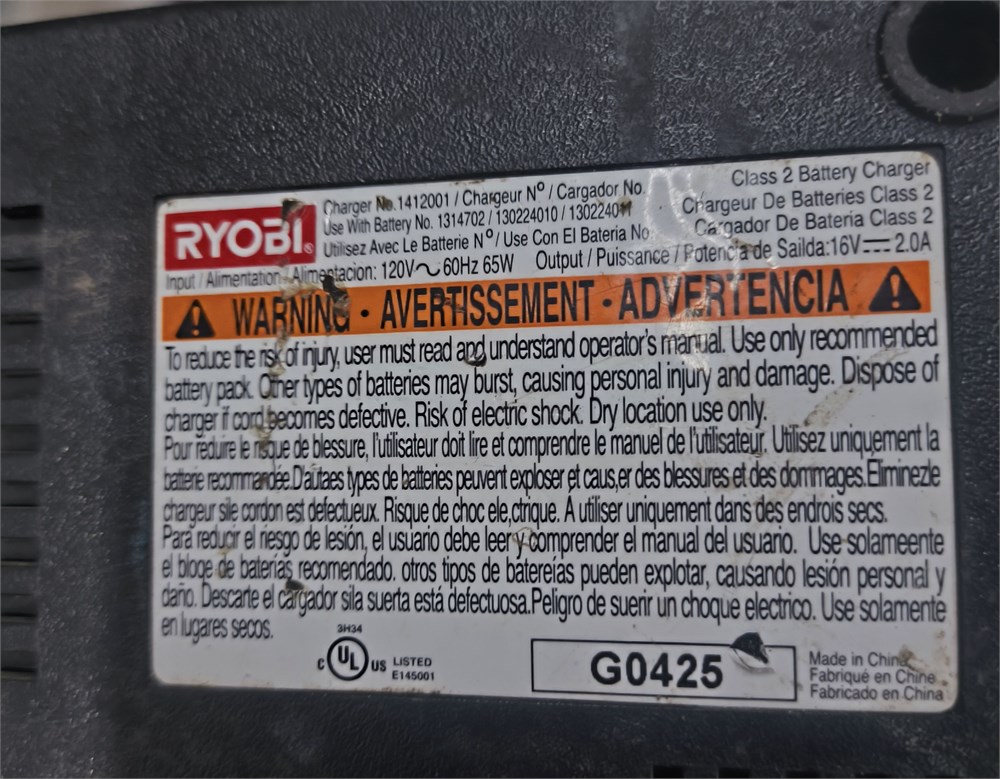 RYOBI®
Charger No.1412001 / Chargeur Nº / Cargador No.
Class 2 Battery Charger
Use With Battery No. 1314702 / 130224010 / 130224011
Chargeur De Batteries Class 2
Utilisez Avec Le Batterie Nº/ Use Con El Bateria No.
Cargador De Bateria Class 2
Input / Alimentation / Alimentacion: 120V～60Hz 65W
Output / Puissance / Potencia de Sailda:16V⎓ 2.0A
WARNING · AVERTISSEMENT · ADVERTENCIA
To reduce the risk of injury, user must read and understand operator's manual. Use only recommended
battery pack. Other types of batteries may burst, causing personal injury and damage. Dispose of
charger if cord becomes defective. Risk of electric shock. Dry location use only.
Pour réduire le risque de blessure, l'utilisateur doit lire et comprendre le manuel de l'utilisateur. Utilisez uniquement la
batterie recommandée.D'autaes types de batteries peuvent exploser et caus,er des blessures et des dommages.Eliminezle
chargeur sile cordon est defectueux. Risque de choc ele,ctrique. A utiliser uniquement dans des endrois secs.
Para reducir el riesgo de lesión, el usuario debe leer y comprender el manual del usuario. Use solameente
el bloge de baterias recomendado. otros tipos de batereías pueden explotar, causando lesión personal y
daño. Descarte el cargador sila suerta está defectuosa.Peligro de suerir un choque electrico. Use solamente
en lugares secos.
3H34
C UL US LISTED
E145001
G0425
Made in China
Fabriqué en Chine
Fabricado en China